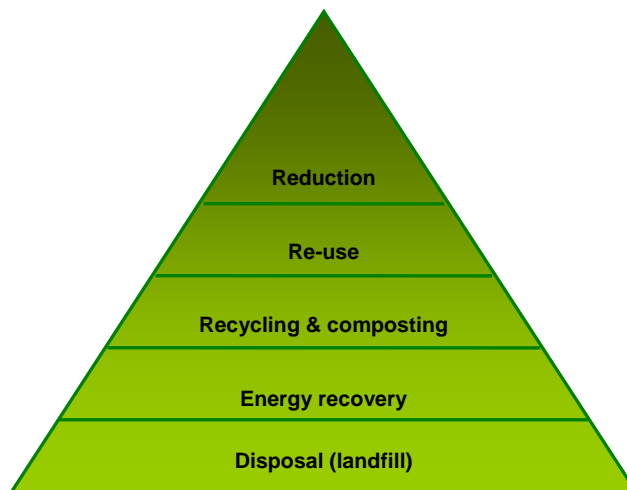 Reduction
Re-use
Recycling & composting
Energy recovery
Disposal (landfill)